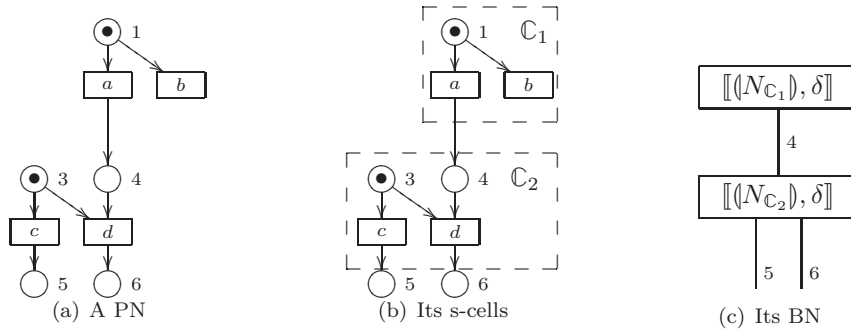 1
a
b
3
4
c
d
5
6
(a) A PN
1
ℂ₁
a
b
3
4
ℂ₂
c
d
5
6
(b) Its s-cells
⟦⦇N_ℂ₁⦈, δ⟧
4
⟦⦇N_ℂ₂⦈, δ⟧
5
6
(c) Its BN